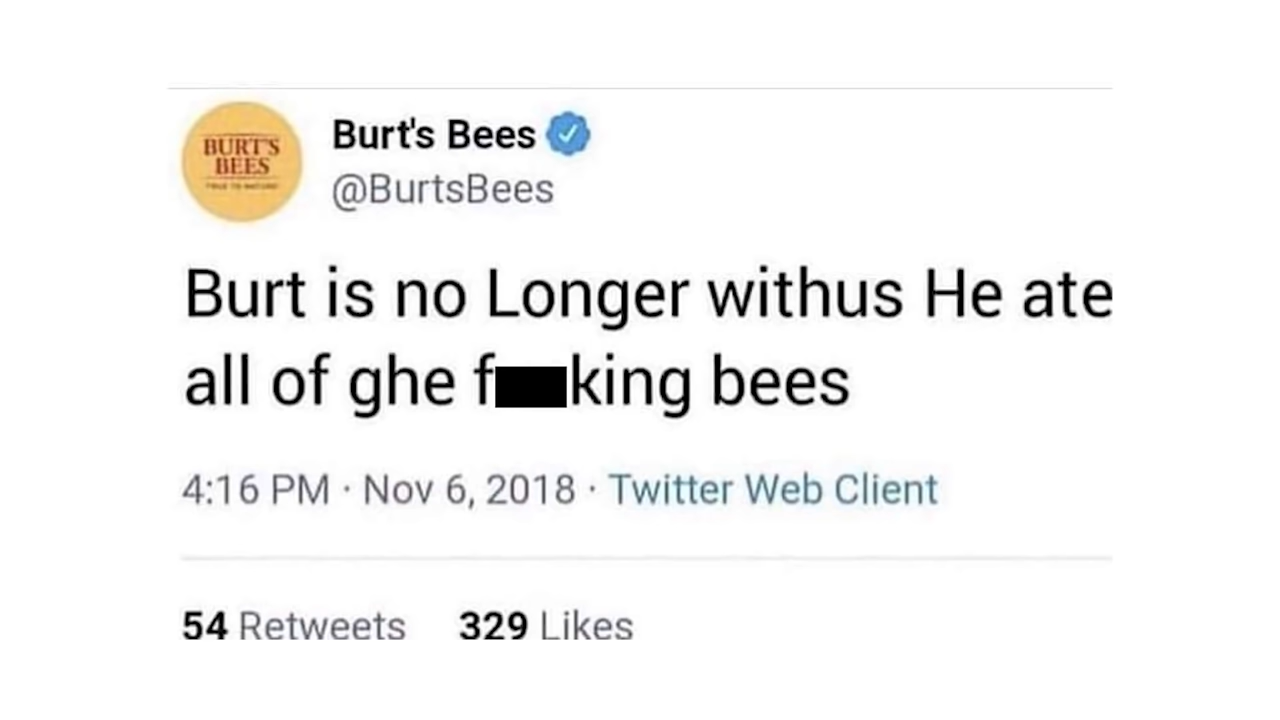 BURT'S
BEES
Burt's Bees
@BurtsBees
Burt is no Longer withus He ate
all of ghe f king bees
4:16 PM · Nov 6, 2018 · Twitter Web Client
54 Retweets 329 Likes